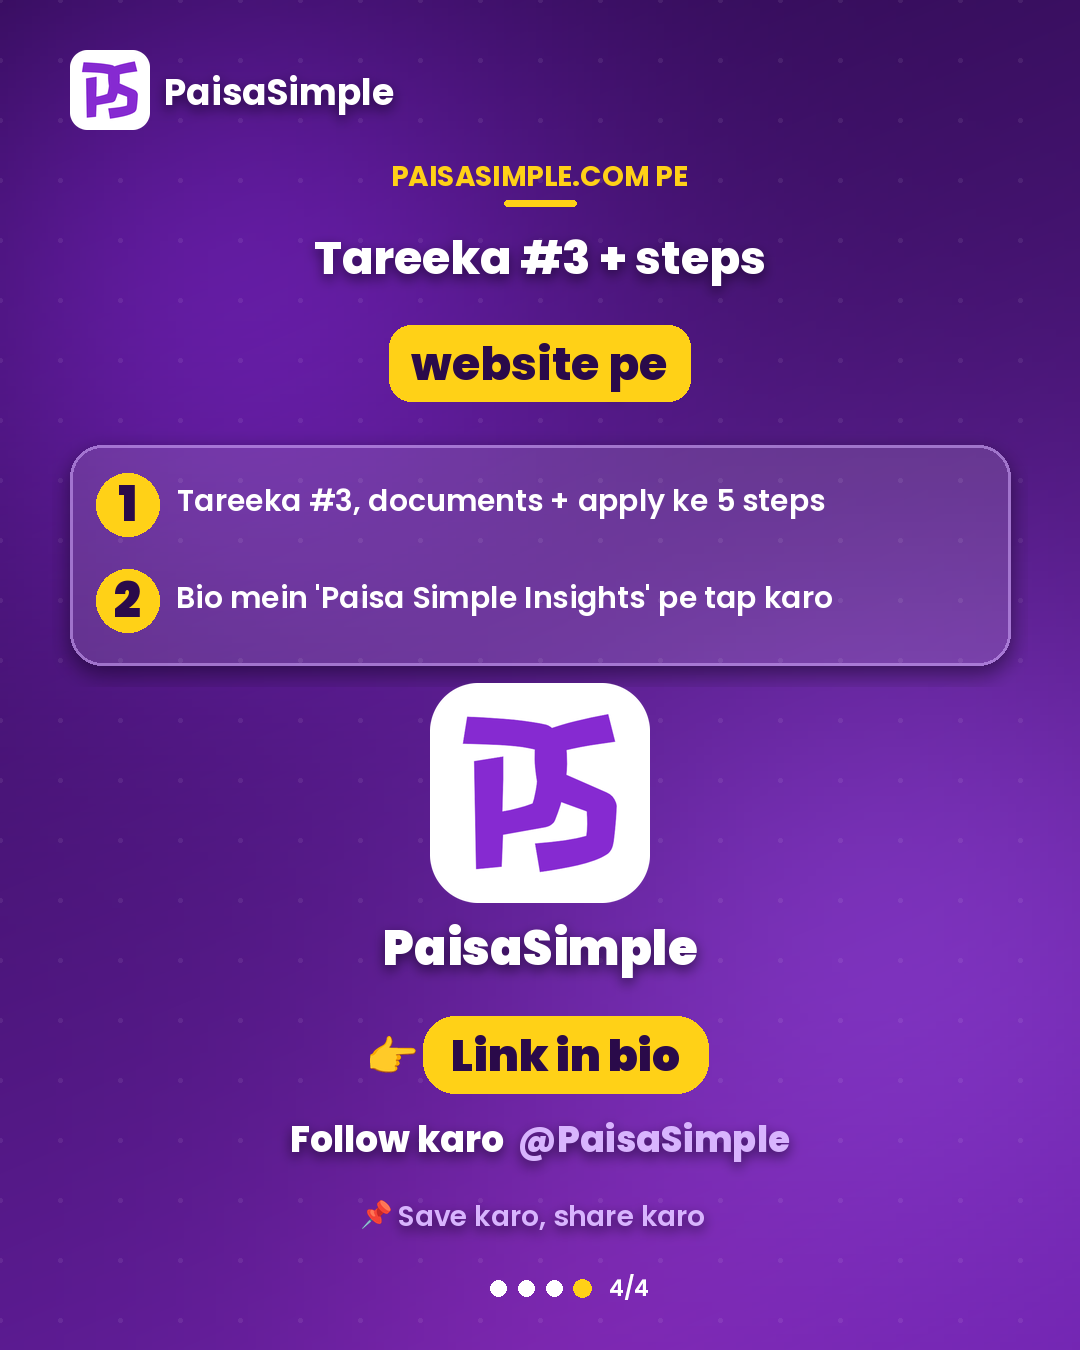 PS PaisaSimple
PAISASIMPLE.COM PE
Tareeka #3 + steps
website pe
1 Tareeka #3, documents + apply ke 5 steps
2 Bio mein 'Paisa Simple Insights' pe tap karo
PS
PaisaSimple
👉 Link in bio
Follow karo @PaisaSimple
📌 Save karo, share karo
4/4